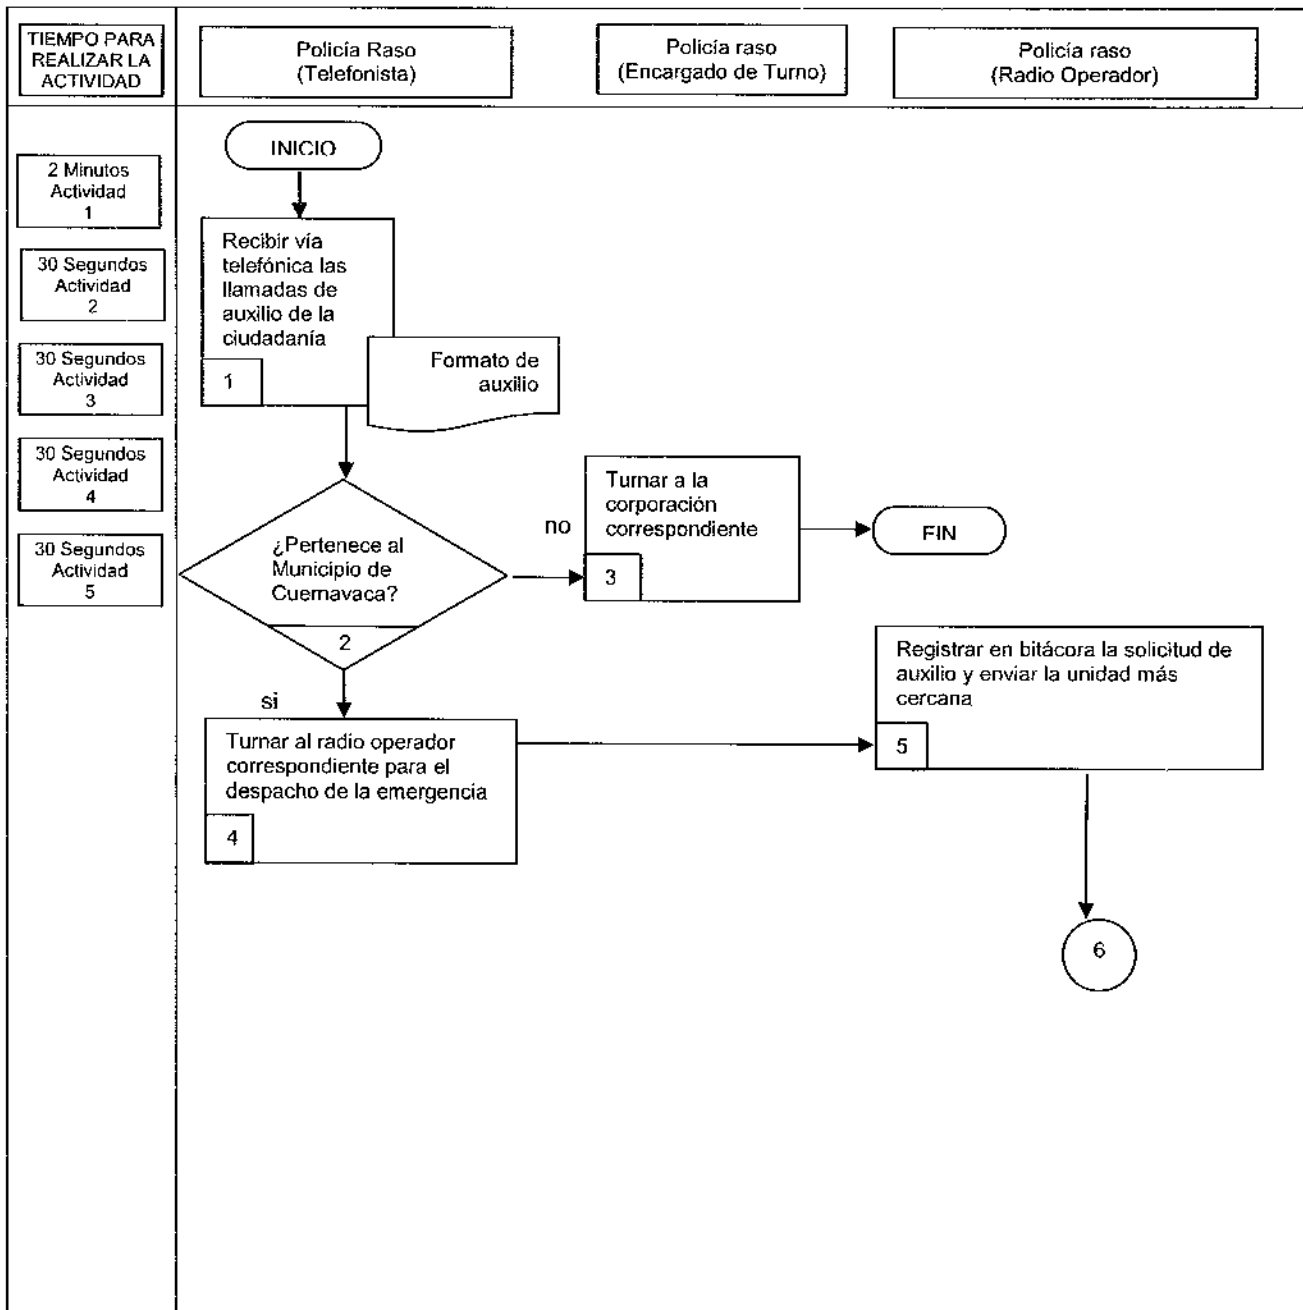 TIEMPO PARA
REALIZAR LA
ACTIVIDAD
Policía Raso
(Telefonista)
Policía raso
(Encargado de Turno)
Policía raso
(Radio Operador)
2 Minutos
Actividad
1
30 Segundos
Actividad
2
30 Segundos
Actividad
3
30 Segundos
Actividad
4
30 Segundos
Actividad
5
INICIO
Recibir vía
telefónica las
llamadas de
auxilio de la
ciudadanía
1
Formato de
auxilio
¿Pertenece al
Municipio de
Cuernavaca?
2
no
Turnar a la
corporación
correspondiente
3
FIN
si
Turnar al radio operador
correspondiente para el
despacho de la emergencia
4
Registrar en bitácora la solicitud de
auxilio y enviar la unidad más
cercana
5
6